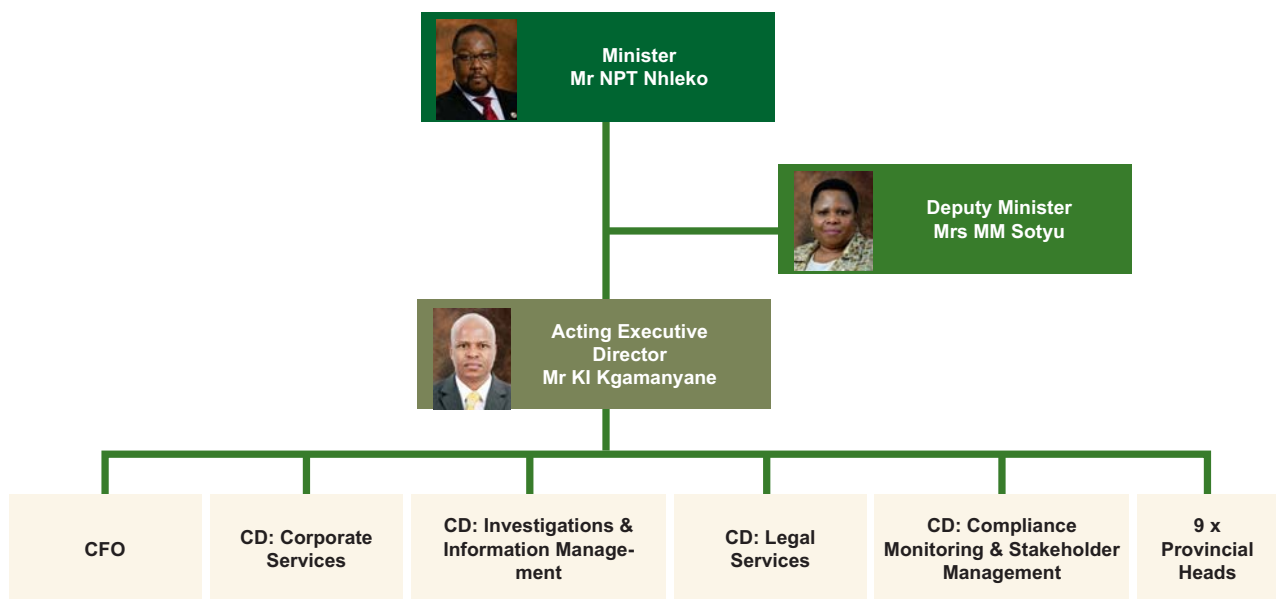 Minister
Mr NPT Nhleko
Deputy Minister
Mrs MM Sotyu
Acting Executive
Director
Mr KI Kgamanyane
CFO
CD: Corporate
Services
CD: Investigations &
Information Manage-
ment
CD: Legal
Services
CD: Compliance
Monitoring & Stakeholder
Management
9 x
Provincial
Heads